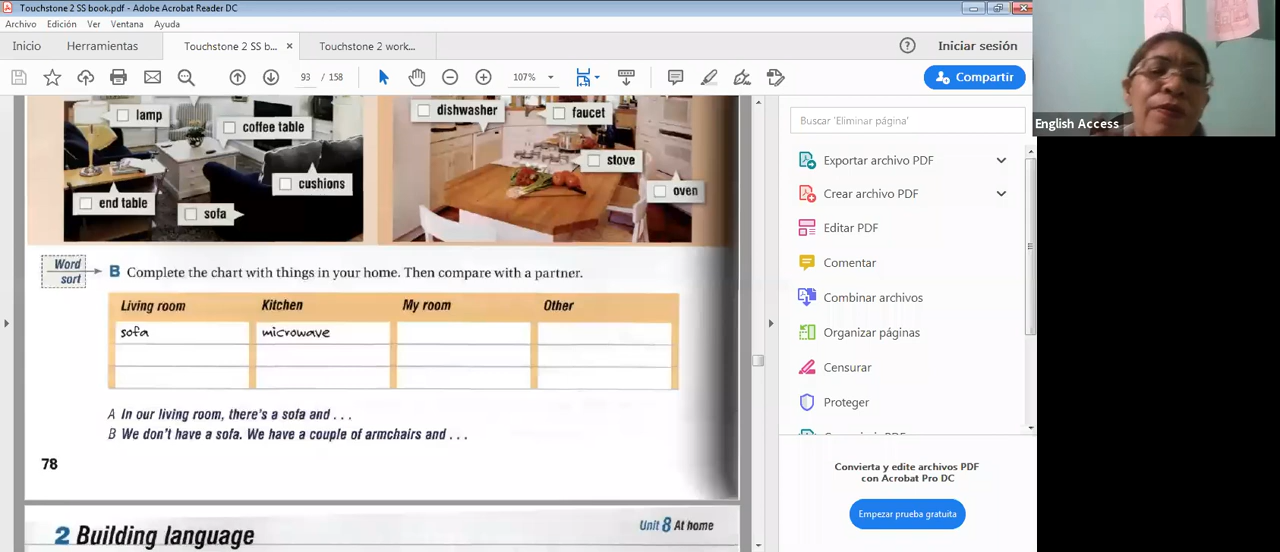 Touchstone 2 SS book.pdf - Adobe Acrobat Reader DC
Archivo Edición Ver Ventana Ayuda
Inicio Herramientas Touchstone 2 SS b... × Touchstone 2 work... Iniciar sesión
93 / 158 107% Compartir
lamp
coffee table
cushions
end table
sofa
dishwasher
faucet
stove
oven
Word
sort
B Complete the chart with things in your home. Then compare with a partner.
Living room Kitchen My room Other
sofa microwave
A In our living room, there's a sofa and . . .
B We don't have a sofa. We have a couple of armchairs and . . .
78
2 Building language
Unit 8 At home
Buscar 'Eliminar página'
Exportar archivo PDF
Crear archivo PDF
Editar PDF
Comentar
Combinar archivos
Organizar páginas
Censurar
Proteger
Convierta y edite archivos PDF
con Acrobat Pro DC
Empezar prueba gratuita
English Access